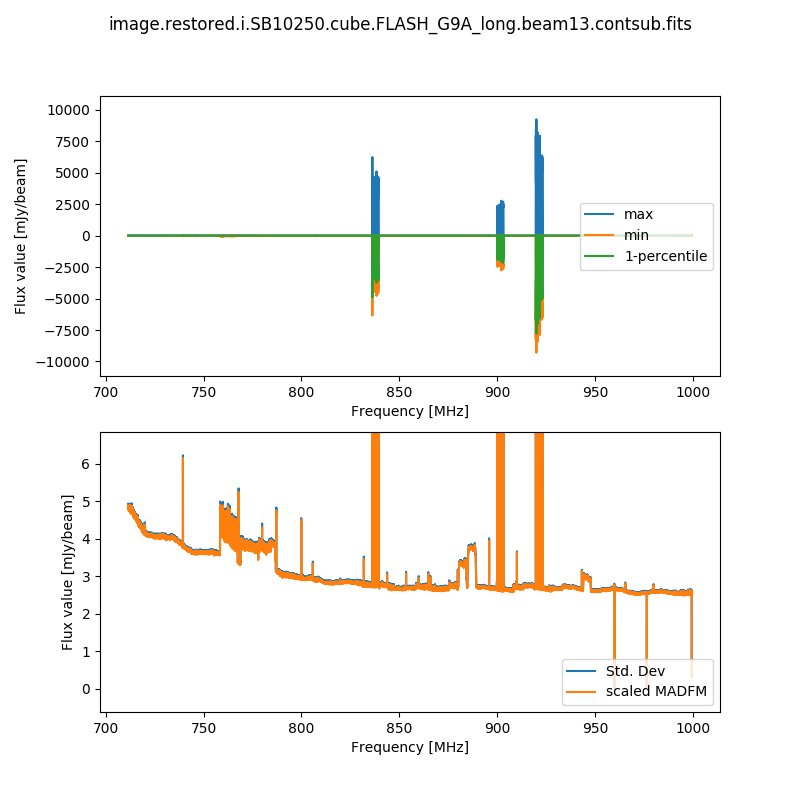 image.restored.i.SB10250.cube.FLASH_G9A_long.beam13.contsub.fits
10000
7500
5000
2500
0
−2500
−5000
−7500
−10000
Flux value [mJy/beam]
max
min
1-percentile
700 750 800 850 900 950 1000
Frequency [MHz]
6
5
4
3
2
1
0
Flux value [mJy/beam]
Std. Dev
scaled MADFM
700 750 800 850 900 950 1000
Frequency [MHz]